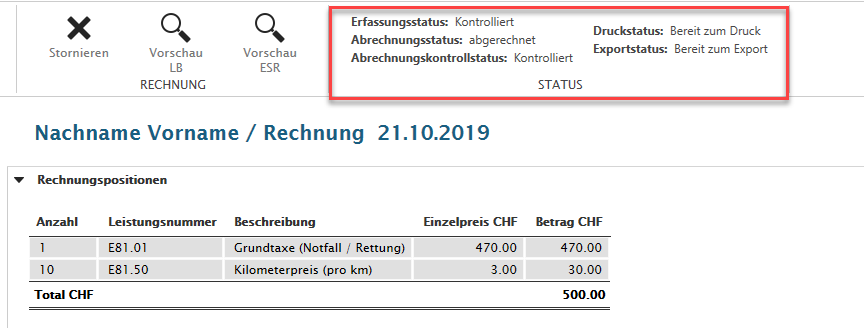 Stornieren
Vorschau
LB
Vorschau
ESR
RECHNUNG
Erfassungsstatus: Kontrolliert
Abrechnungsstatus: abgerechnet
Abrechnungskontrollstatus: Kontrolliert
Druckstatus: Bereit zum Druck
Exportstatus: Bereit zum Export
STATUS
Nachname Vorname / Rechnung 21.10.2019
Rechnungspositionen
Anzahl Leistungsnummer Beschreibung Einzelpreis CHF Betrag CHF
1 E81.01 Grundtaxe (Notfall / Rettung) 470.00 470.00
10 E81.50 Kilometerpreis (pro km) 3.00 30.00
Total CHF 500.00